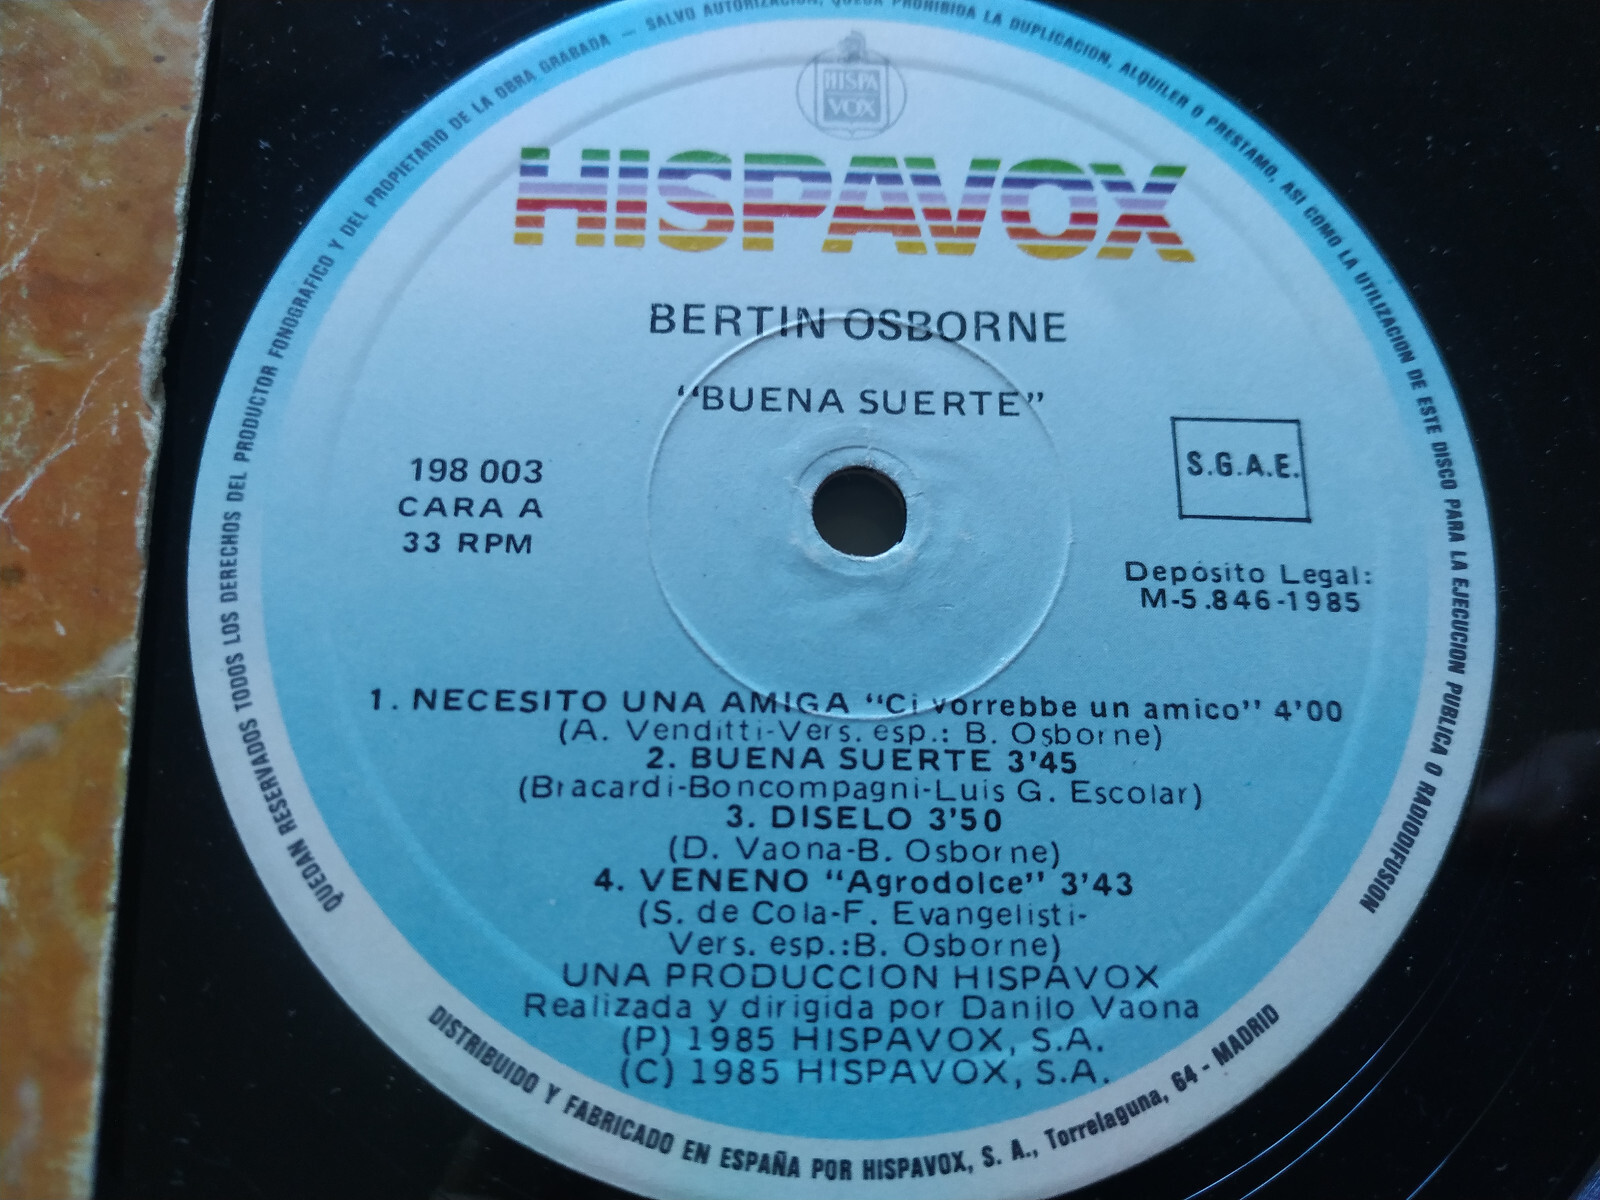 QUEDAN RESERVADOS TODOS LOS DERECHOS DEL PRODUCTOR FONOGRAFICO Y DEL PROPIETARIO DE LA OBRA GRABADA — SALVO AUTORIZACION, QUEDA PROHIBIDA LA DUPLICACION, ALQUILER O PRESTAMO, ASI COMO LA UTILIZACION DE ESTE DISCO PARA LA EJECUCION PUBLICA O RADIODIFUSION
HISPA
VOX
HISPAVOX
BERTIN OSBORNE
"BUENA SUERTE"
198 003
CARA A
33 RPM
S.G.A.E.
Depósito Legal:
M-5.846-1985
1. NECESITO UNA AMIGA "Ci vorrebbe un amico" 4'00
(A. Venditti-Vers. esp.: B. Osborne)
2. BUENA SUERTE 3'45
(Bracardi-Boncompagni-Luis G. Escolar)
3. DISELO 3'50
(D. Vaona-B. Osborne)
4. VENENO "Agrodolce" 3'43
(S. de Cola-F. Evangelisti-
Vers. esp.:B. Osborne)
UNA PRODUCCION HISPAVOX
Realizada y dirigida por Danilo Vaona
(P) 1985 HISPAVOX, S.A.
(C) 1985 HISPAVOX, S.A.
DISTRIBUIDO Y FABRICADO EN ESPAÑA POR HISPAVOX, S. A., Torrelaguna, 64 - MADRID